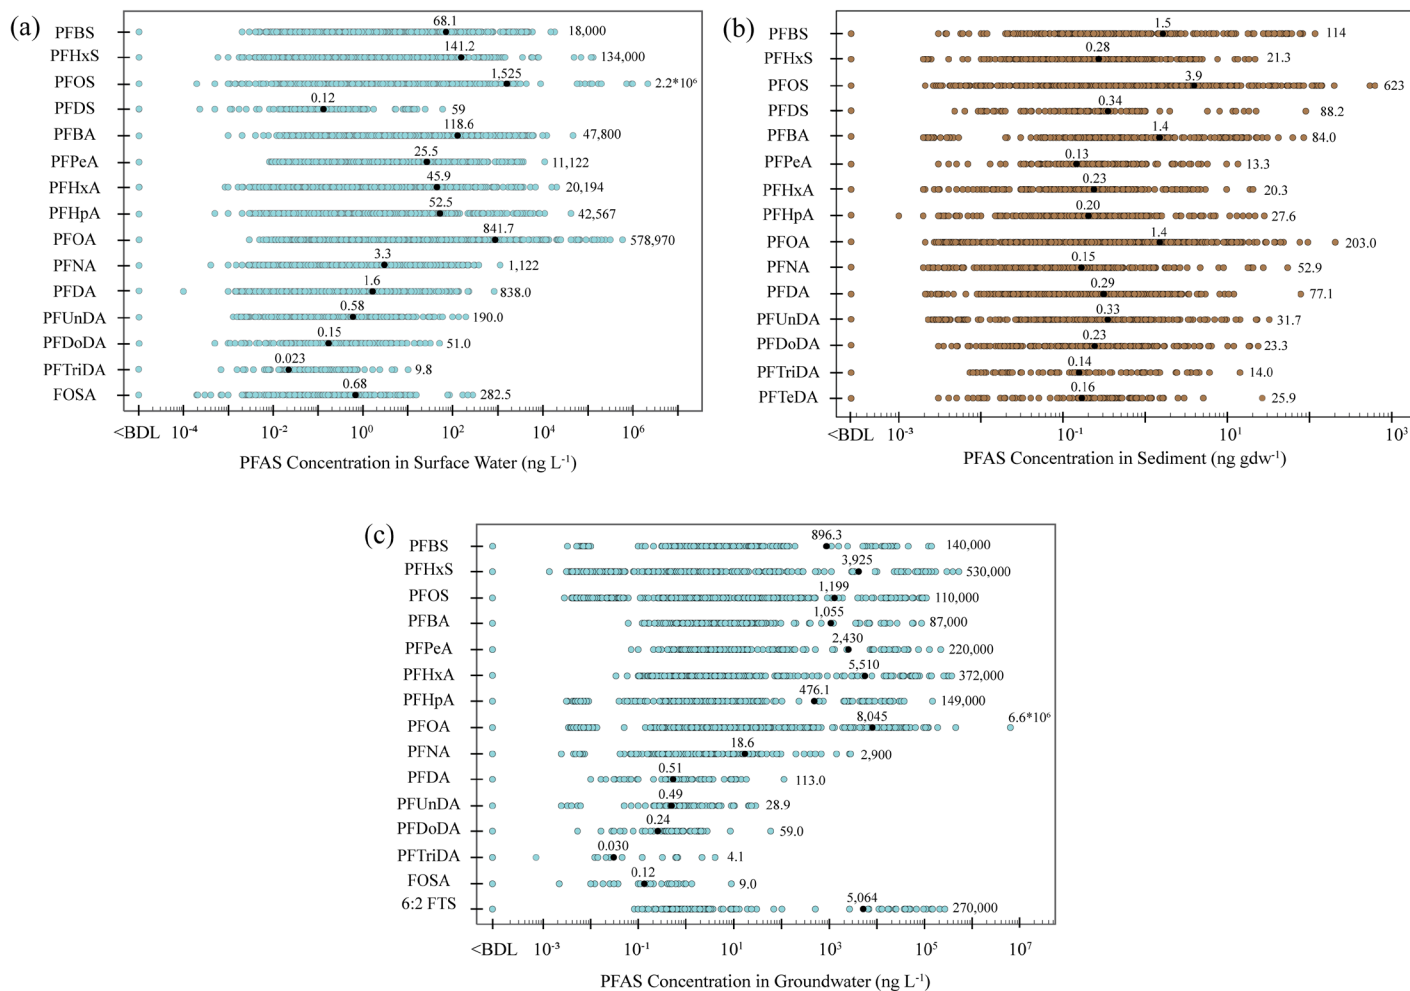 (a)
PFBS 68.1 18,000
PFHxS 141.2 134,000
PFOS 1,525 2.2*10⁶
PFDS 0.12 59
PFBA 118.6 47,800
PFPeA 25.5 11,122
PFHxA 45.9 20,194
PFHpA 52.5 42,567
PFOA 841.7 578,970
PFNA 3.3 1,122
PFDA 1.6 838.0
PFUnDA 0.58 190.0
PFDoDA 0.15 51.0
PFTriDA 0.023 9.8
FOSA 0.68 282.5
<BDL 10⁻⁴ 10⁻² 10⁰ 10² 10⁴ 10⁶
PFAS Concentration in Surface Water (ng L⁻¹)
(b)
PFBS 1.5 114
PFHxS 0.28 21.3
PFOS 3.9 623
PFDS 0.34 88.2
PFBA 1.4 84.0
PFPeA 0.13 13.3
PFHxA 0.23 20.3
PFHpA 0.20 27.6
PFOA 1.4 203.0
PFNA 0.15 52.9
PFDA 0.29 77.1
PFUnDA 0.33 31.7
PFDoDA 0.23 23.3
PFTriDA 0.14 14.0
PFTeDA 0.16 25.9
<BDL 10⁻³ 10⁻¹ 10¹ 10³
PFAS Concentration in Sediment (ng gdw⁻¹)
(c)
PFBS 896.3 140,000
PFHxS 3,925 530,000
PFOS 1,199 110,000
PFBA 1,055 87,000
PFPeA 2,430 220,000
PFHxA 5,510 372,000
PFHpA 476.1 149,000
PFOA 8,045 6.6*10⁶
PFNA 18.6 2,900
PFDA 0.51 113.0
PFUnDA 0.49 28.9
PFDoDA 0.24 59.0
PFTriDA 0.030 4.1
FOSA 0.12 9.0
6:2 FTS 5,064 270,000
<BDL 10⁻³ 10⁻¹ 10¹ 10³ 10⁵ 10⁷
PFAS Concentration in Groundwater (ng L⁻¹)